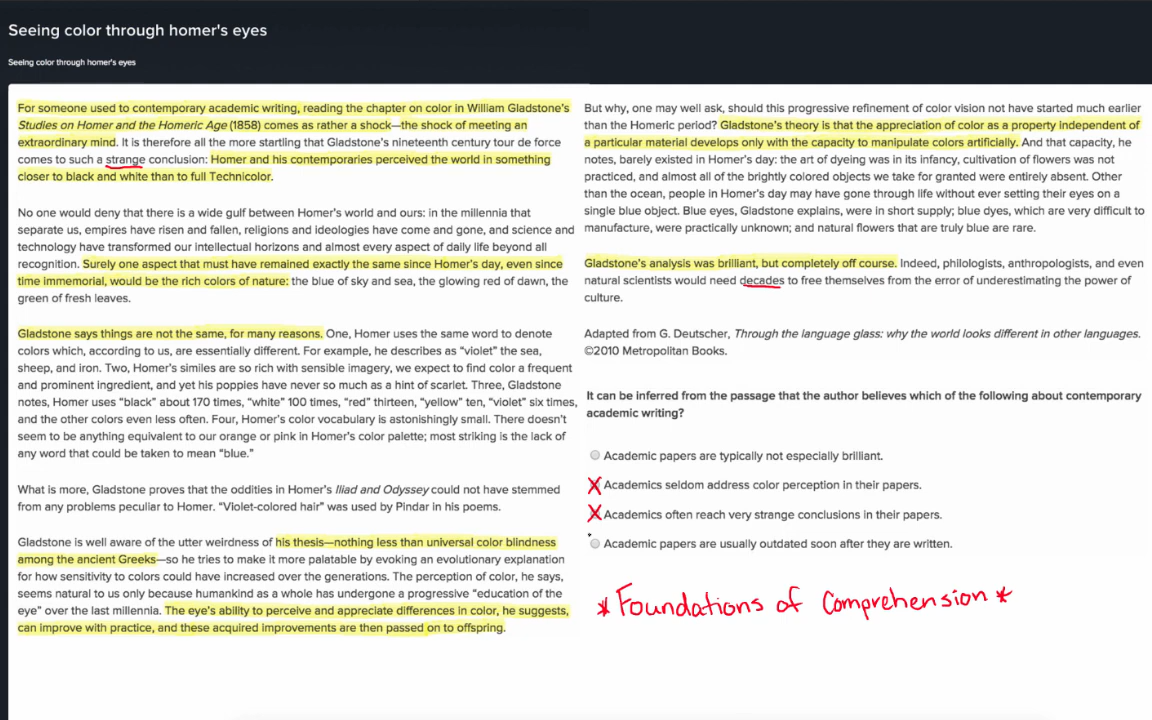 Seeing color through homer's eyes
Seeing color through homer's eyes
For someone used to contemporary academic writing, reading the chapter on color in William Gladstone's
Studies on Homer and the Homeric Age (1858) comes as rather a shock—the shock of meeting an
extraordinary mind. It is therefore all the more startling that Gladstone's nineteenth century tour de force
comes to such a strange conclusion: Homer and his contemporaries perceived the world in something
closer to black and white than to full Technicolor.
No one would deny that there is a wide gulf between Homer's world and ours: in the millennia that
separate us, empires have risen and fallen, religions and ideologies have come and gone, and science and
technology have transformed our intellectual horizons and almost every aspect of daily life beyond all
recognition. Surely one aspect that must have remained exactly the same since Homer's day, even since
time immemorial, would be the rich colors of nature: the blue of sky and sea, the glowing red of dawn, the
green of fresh leaves.
Gladstone says things are not the same, for many reasons. One, Homer uses the same word to denote
colors which, according to us, are essentially different. For example, he describes as "violet" the sea,
sheep, and iron. Two, Homer's similes are so rich with sensible imagery, we expect to find color a frequent
and prominent ingredient, and yet his poppies have never so much as a hint of scarlet. Three, Gladstone
notes, Homer uses "black" about 170 times, "white" 100 times, "red" thirteen, "yellow" ten, "violet" six times,
and the other colors even less often. Four, Homer's color vocabulary is astonishingly small. There doesn't
seem to be anything equivalent to our orange or pink in Homer's color palette; most striking is the lack of
any word that could be taken to mean "blue."
What is more, Gladstone proves that the oddities in Homer's Iliad and Odyssey could not have stemmed
from any problems peculiar to Homer. "Violet-colored hair" was used by Pindar in his poems.
Gladstone is well aware of the utter weirdness of his thesis—nothing less than universal color blindness
among the ancient Greeks—so he tries to make it more palatable by evoking an evolutionary explanation
for how sensitivity to colors could have increased over the generations. The perception of color, he says,
seems natural to us only because humankind as a whole has undergone a progressive "education of the
eye" over the last millennia. The eye's ability to perceive and appreciate differences in color, he suggests,
can improve with practice, and these acquired improvements are then passed on to offspring.
But why, one may well ask, should this progressive refinement of color vision not have started much earlier
than the Homeric period? Gladstone's theory is that the appreciation of color as a property independent of
a particular material develops only with the capacity to manipulate colors artificially. And that capacity, he
notes, barely existed in Homer's day: the art of dyeing was in its infancy, cultivation of flowers was not
practiced, and almost all of the brightly colored objects we take for granted were entirely absent. Other
than the ocean, people in Homer's day may have gone through life without ever setting their eyes on a
single blue object. Blue eyes, Gladstone explains, were in short supply; blue dyes, which are very difficult to
manufacture, were practically unknown; and natural flowers that are truly blue are rare.
Gladstone's analysis was brilliant, but completely off course. Indeed, philologists, anthropologists, and even
natural scientists would need decades to free themselves from the error of underestimating the power of
culture.
Adapted from G. Deutscher, Through the language glass: why the world looks different in other languages.
©2010 Metropolitan Books.
It can be inferred from the passage that the author believes which of the following about contemporary
academic writing?
Academic papers are typically not especially brilliant.
Academics seldom address color perception in their papers.
Academics often reach very strange conclusions in their papers.
Academic papers are usually outdated soon after they are written.
* Foundations of Comprehension *